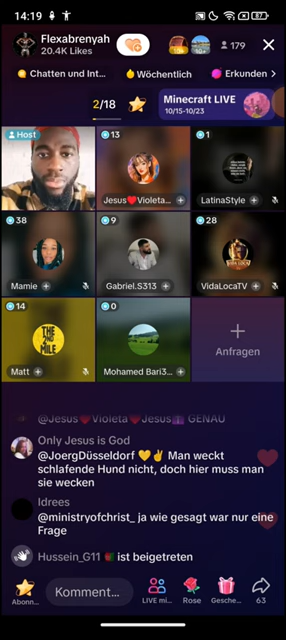 14:19
87
Flexabrenyah
20.4K Likes
179
Chatten und Int...
Wöchentlich
Erkunden >
2/18
Minecraft LIVE
10/15-10/23
Host
13
1
Jesus❤️Violeta...
LatinaStyle
38
9
28
Mamie
Gabriel.S313
VIDA LOCA
VidaLocaTV
14
0
THE
2ND
MILE
Matt
Mohamed Bari3...
Anfragen
@Jesus❤️Violeta❤️Jesus✝️ GENAU
Only Jesus is God
@JoergDüsseldorf 💛✌️ Man weckt
schlafende Hund nicht, doch hier muss man
sie wecken
Idrees
@ministryofchrist_ ja wie gesagt war nur eine
Frage
Hussein_G11 🇦🇫 ist beigetreten
Abonn...
Komment...
LIVE mi...
Rose
Gesche...
63